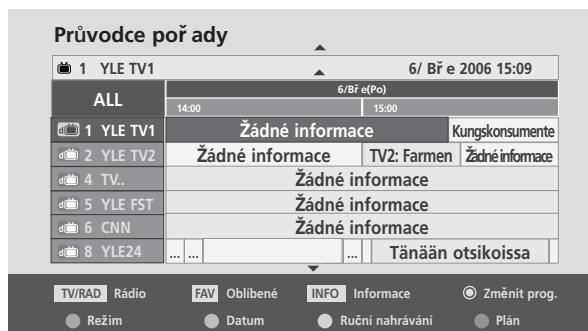 Průvodce poř ady
1 YLE TV1 6/ Bř e 2006 15:09
ALL 6/Bř e(Po)
14:00 15:00
1 YLE TV1 Žádné informace Kungskonsumente
2 YLE TV2 Žádné informace TV2: Farmen Žádné informace
4 TV.. Žádné informace
5 YLE FST Žádné informace
6 CNN Žádné informace
8 YLE24 ... ... ... Tänään otsikoissa
TV/RAD Rádio FAV Oblíbené INFO Informace Změnit prog.
Režim Datum Ruční nahrávání Plán